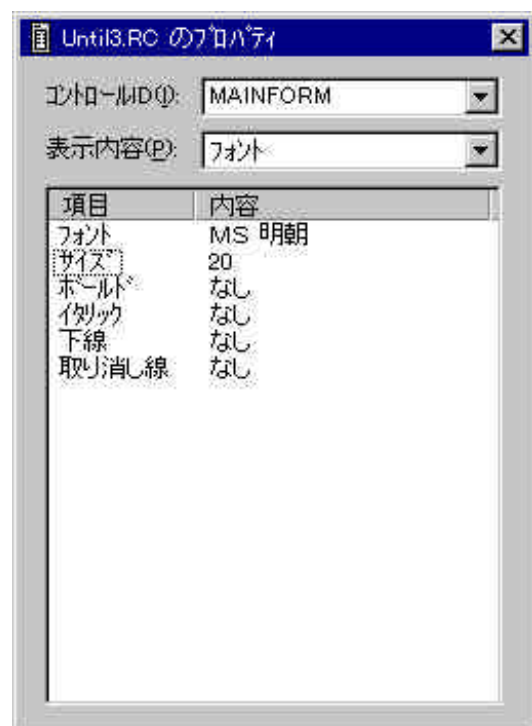 Until3.RC のﾌﾟﾛﾊﾟﾃｨ
ｺﾝﾄﾛｰﾙID(I): MAINFORM
表示内容(P): ﾌｫﾝﾄ
項目 内容
ﾌｫﾝﾄ MS 明朝
ｻｲｽﾞ 20
ﾎﾞｰﾙﾄﾞ なし
ｲﾀﾘｯｸ なし
下線 なし
取り消し線 なし